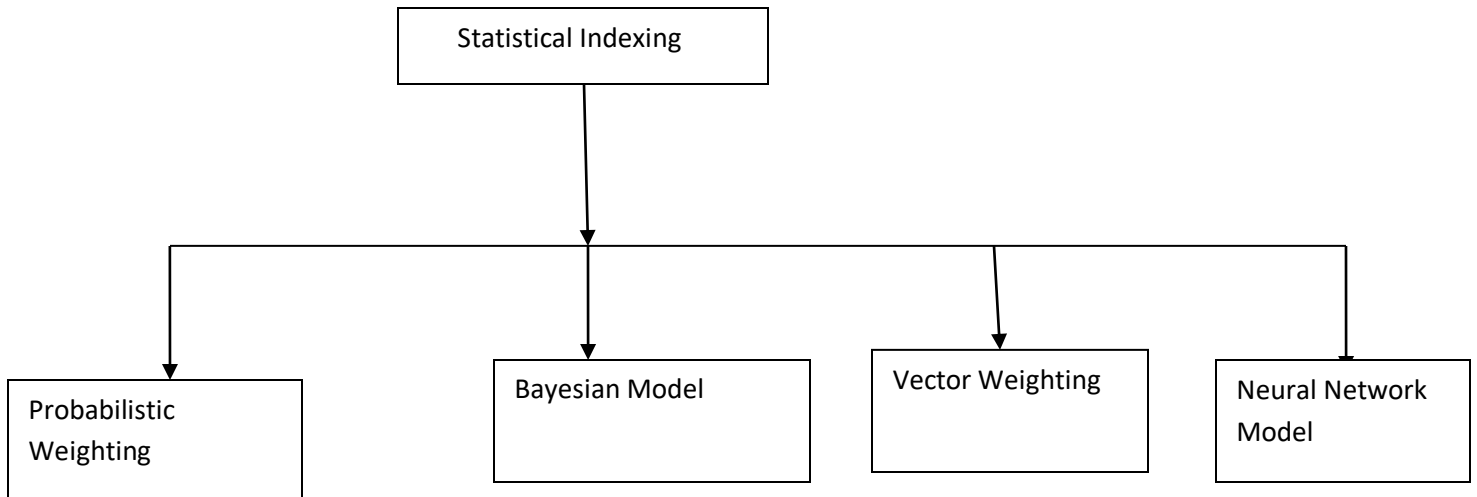 Statistical Indexing
Probabilistic
Weighting
Bayesian Model
Vector Weighting
Neural Network
Model